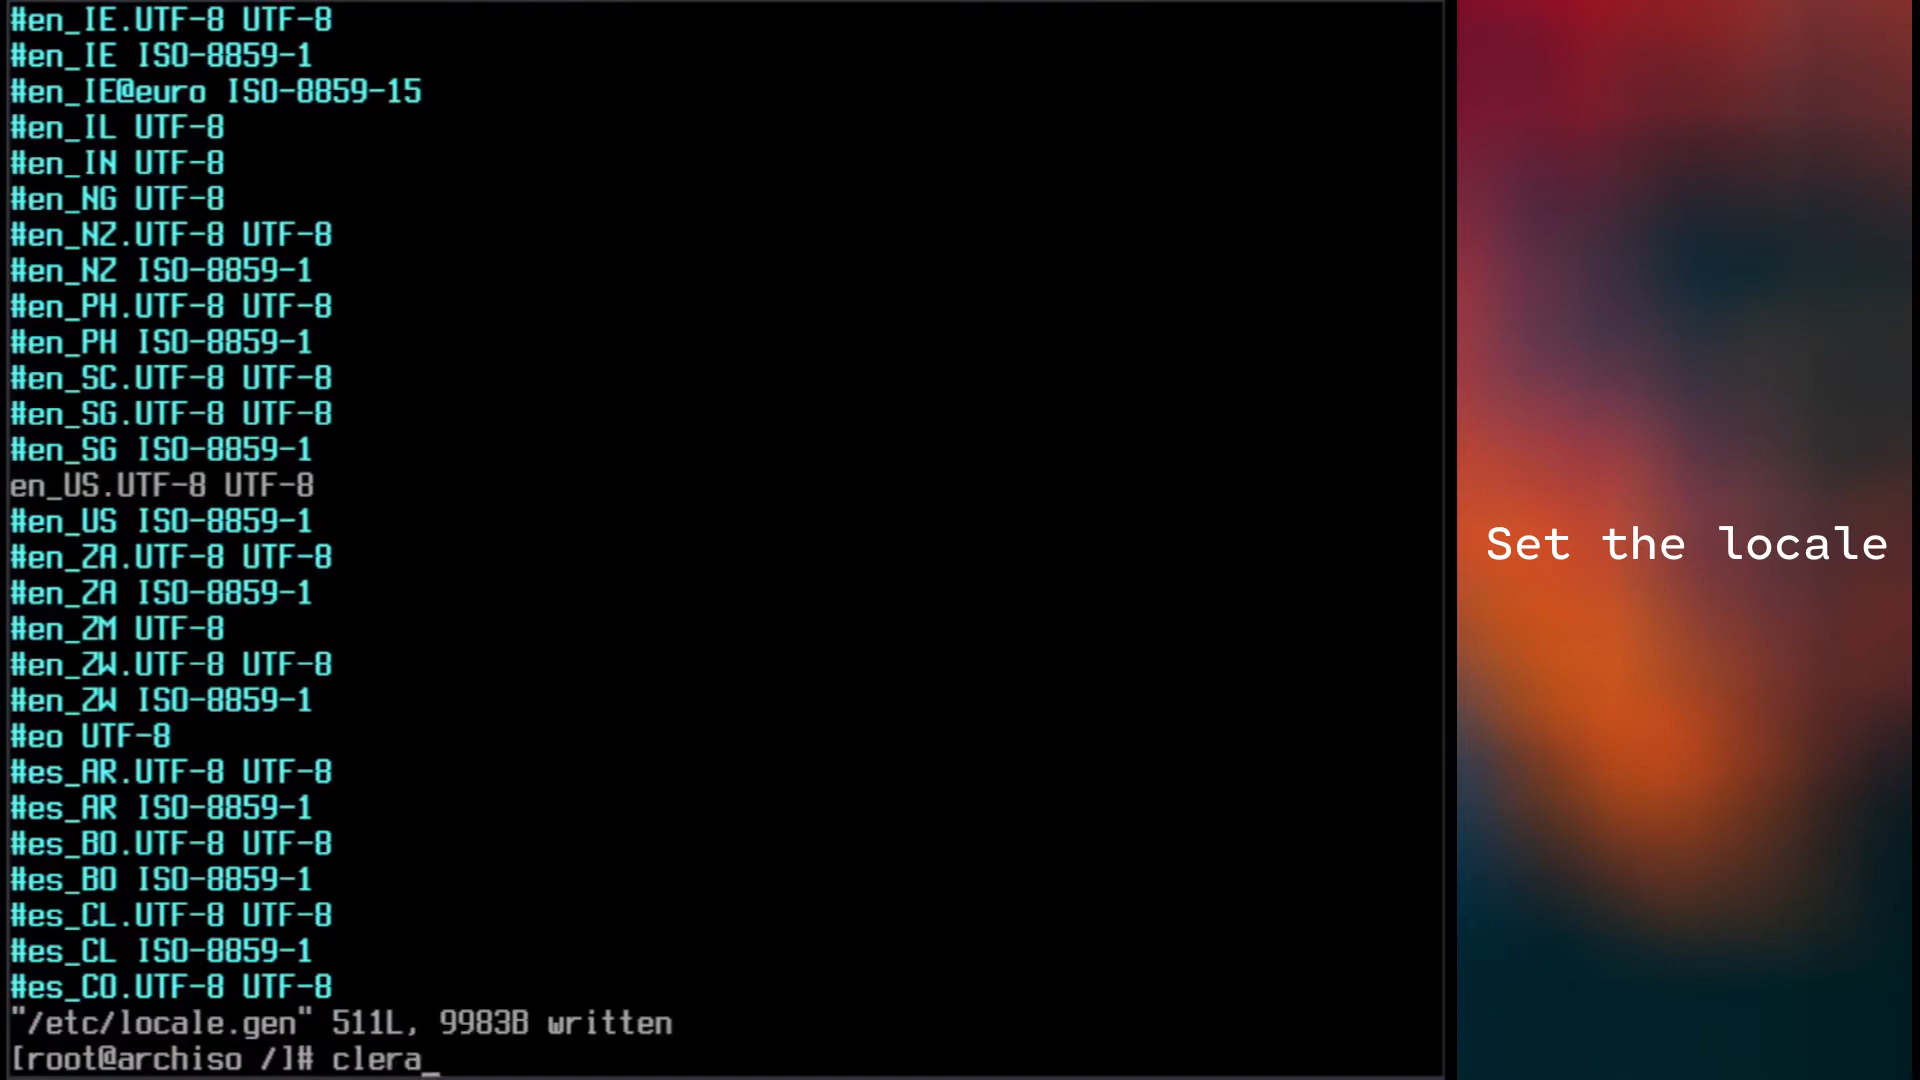 #en_IE.UTF-8 UTF-8
#en_IE ISO-8859-1
#en_IE@euro ISO-8859-15
#en_IL UTF-8
#en_IN UTF-8
#en_NG UTF-8
#en_NZ.UTF-8 UTF-8
#en_NZ ISO-8859-1
#en_PH.UTF-8 UTF-8
#en_PH ISO-8859-1
#en_SC.UTF-8 UTF-8
#en_SG.UTF-8 UTF-8
#en_SG ISO-8859-1
en_US.UTF-8 UTF-8
#en_US ISO-8859-1
#en_ZA.UTF-8 UTF-8
#en_ZA ISO-8859-1
#en_ZM UTF-8
#en_ZW.UTF-8 UTF-8
#en_ZW ISO-8859-1
#eo UTF-8
#es_AR.UTF-8 UTF-8
#es_AR ISO-8859-1
#es_BO.UTF-8 UTF-8
#es_BO ISO-8859-1
#es_CL.UTF-8 UTF-8
#es_CL ISO-8859-1
#es_CO.UTF-8 UTF-8
"/etc/locale.gen" 511L, 9983B written
[root@archiso /]# clera_
Set the locale